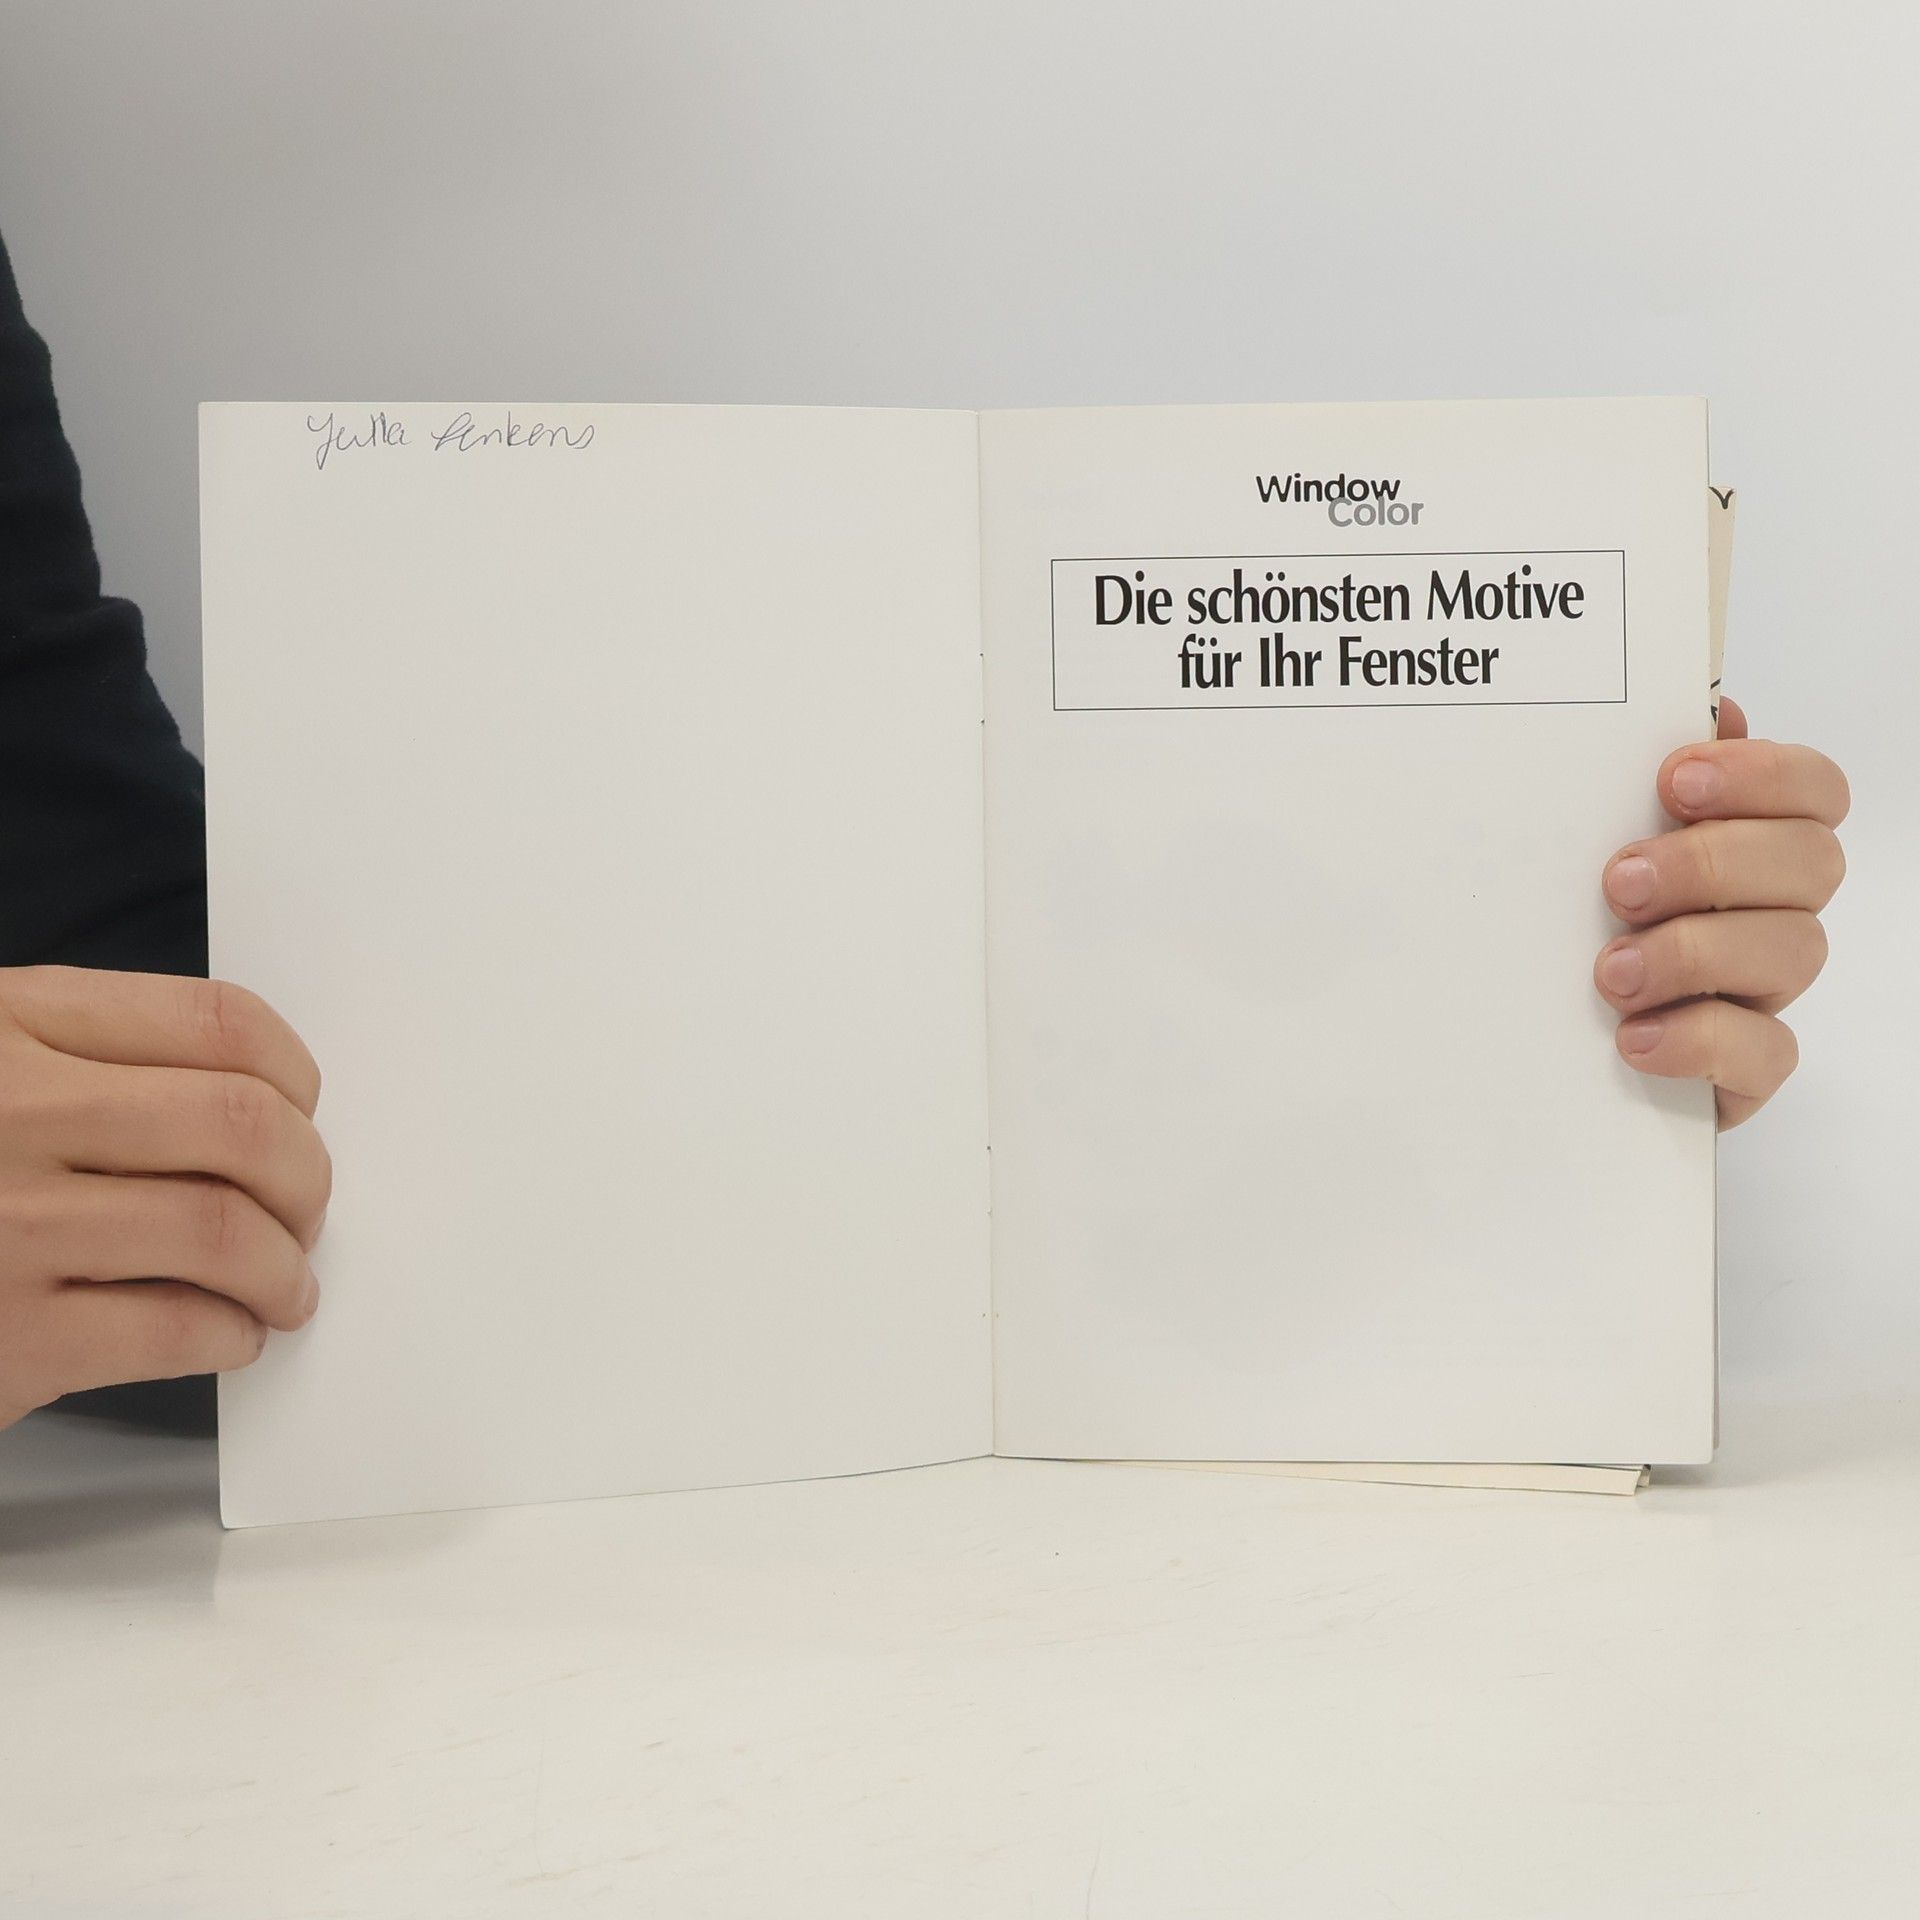 Window
Color
Die schönsten Motive
für Ihr Fenster